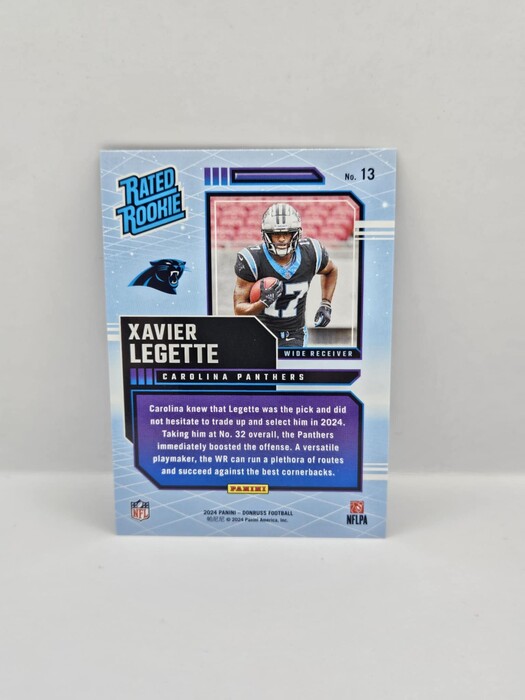 RATED
ROOKIE
No. 13
17
XAVIER
LEGETTE
WIDE RECEIVER
CAROLINA PANTHERS
Carolina knew that Legette was the pick and did
not hesitate to trade up and select him in 2024.
Taking him at No. 32 overall, the Panthers
immediately boosted the offense. A versatile
playmaker, the WR can run a plethora of routes
and succeed against the best cornerbacks.
PANINI
NFL
2024 PANINI – DONRUSS FOOTBALL
© 2024 Panini America, Inc.
NFLPA